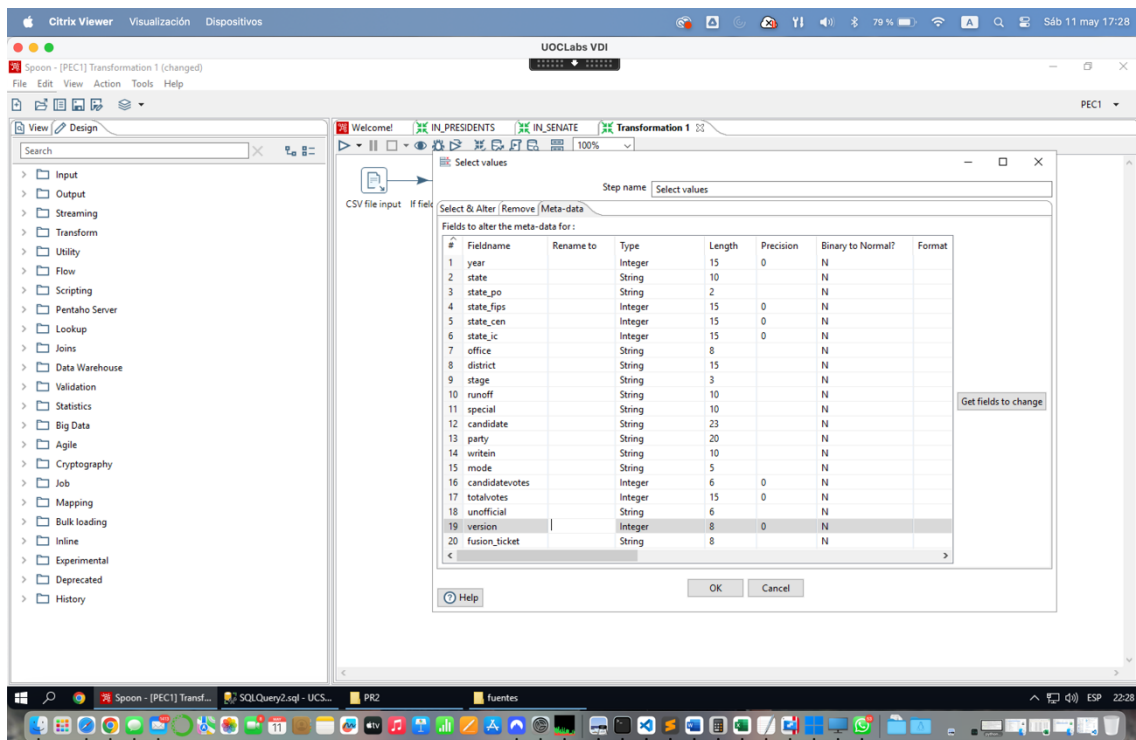 Citrix Viewer Visualización Dispositivos 79 % A Sáb 11 may 17:28
UOCLabs VDI
Spoon - [PEC1] Transformation 1 (changed)
File Edit View Action Tools Help
PEC1
View Design Welcome! IN_PRESIDENTS IN_SENATE Transformation 1
Search 100%
Select values
Step name Select values
CSV file input If fiel
Select & Alter Remove Meta-data
Fields to alter the meta-data for :
# Fieldname Rename to Type Length Precision Binary to Normal? Format
1 year Integer 15 0 N
2 state String 10 N
3 state_po String 2 N
4 state_fips Integer 15 0 N
5 state_cen Integer 15 0 N
6 state_ic Integer 15 0 N
7 office String 8 N
8 district String 15 N
9 stage String 3 N
10 runoff String 10 N
11 special String 10 N
12 candidate String 23 N
13 party String 20 N
14 writein String 10 N
15 mode String 5 N
16 candidatevotes Integer 6 0 N
17 totalvotes Integer 15 0 N
18 unofficial String 6 N
19 version Integer 8 0 N
20 fusion_ticket String 8 N
Get fields to change
OK Cancel
Help
Input
Output
Streaming
Transform
Utility
Flow
Scripting
Pentaho Server
Lookup
Joins
Data Warehouse
Validation
Statistics
Big Data
Agile
Cryptography
Job
Mapping
Bulk loading
Inline
Experimental
Deprecated
History
Spoon - [PEC1] Transf... SQLQuery2.sql - UCS... PR2 fuentes ESP 22:28